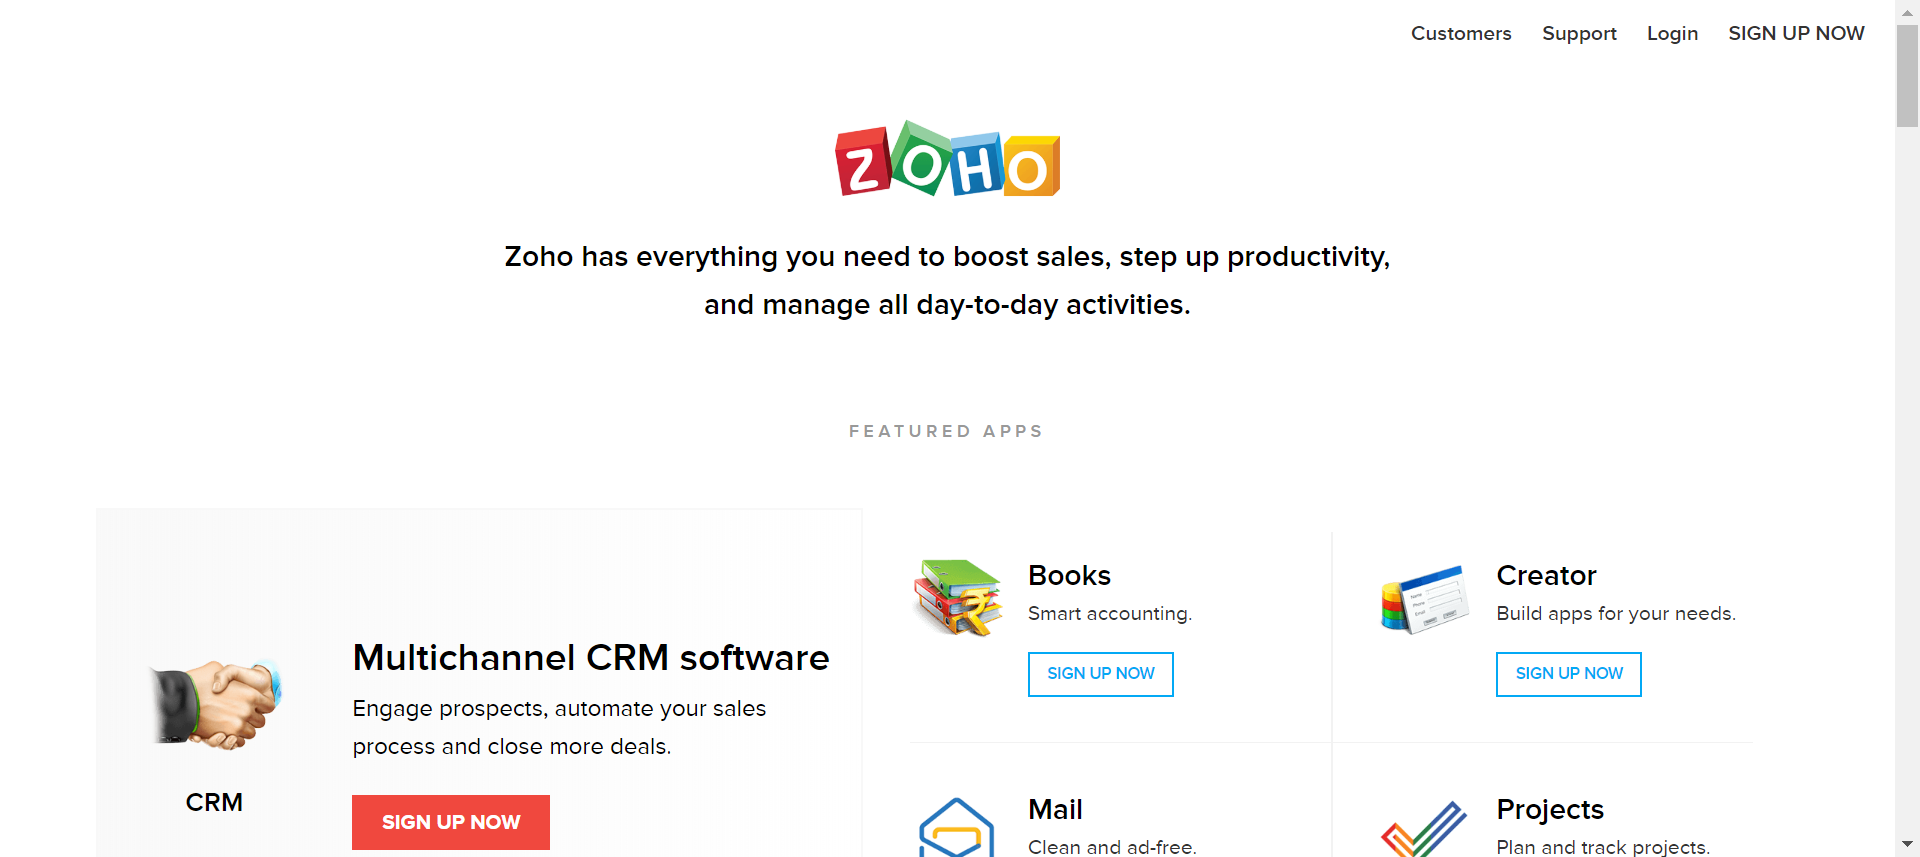 Customers Support Login SIGN UP NOW
ZOHO
Zoho has everything you need to boost sales, step up productivity,
and manage all day-to-day activities.
FEATURED APPS
CRM
Multichannel CRM software
Engage prospects, automate your sales
process and close more deals.
SIGN UP NOW
Books
Smart accounting.
SIGN UP NOW
Creator
Build apps for your needs.
SIGN UP NOW
Mail
Clean and ad-free.
Projects
Plan and track projects.